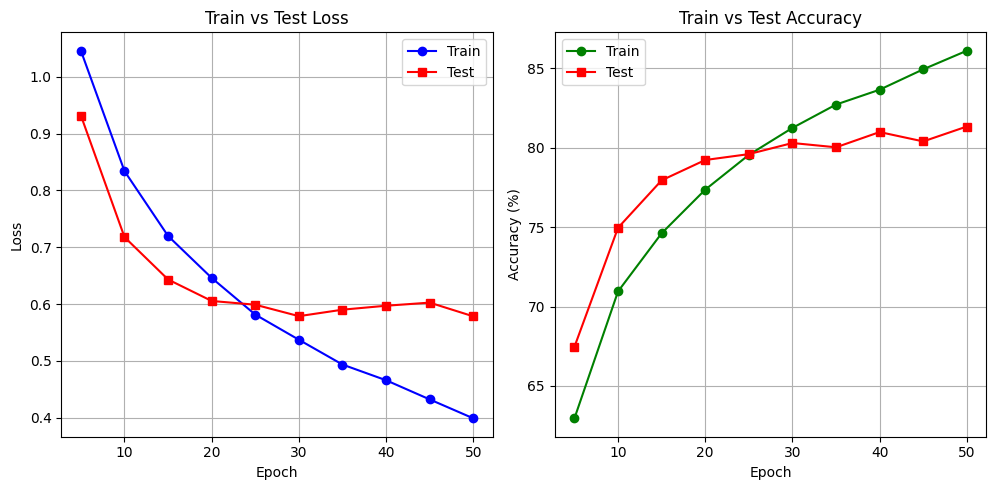 Train vs Test Loss
Train
Test
1.0
0.9
0.8
0.7
0.6
0.5
0.4
Loss
10 20 30 40 50
Epoch
Train vs Test Accuracy
Train
Test
85
80
75
70
65
Accuracy (%)
10 20 30 40 50
Epoch